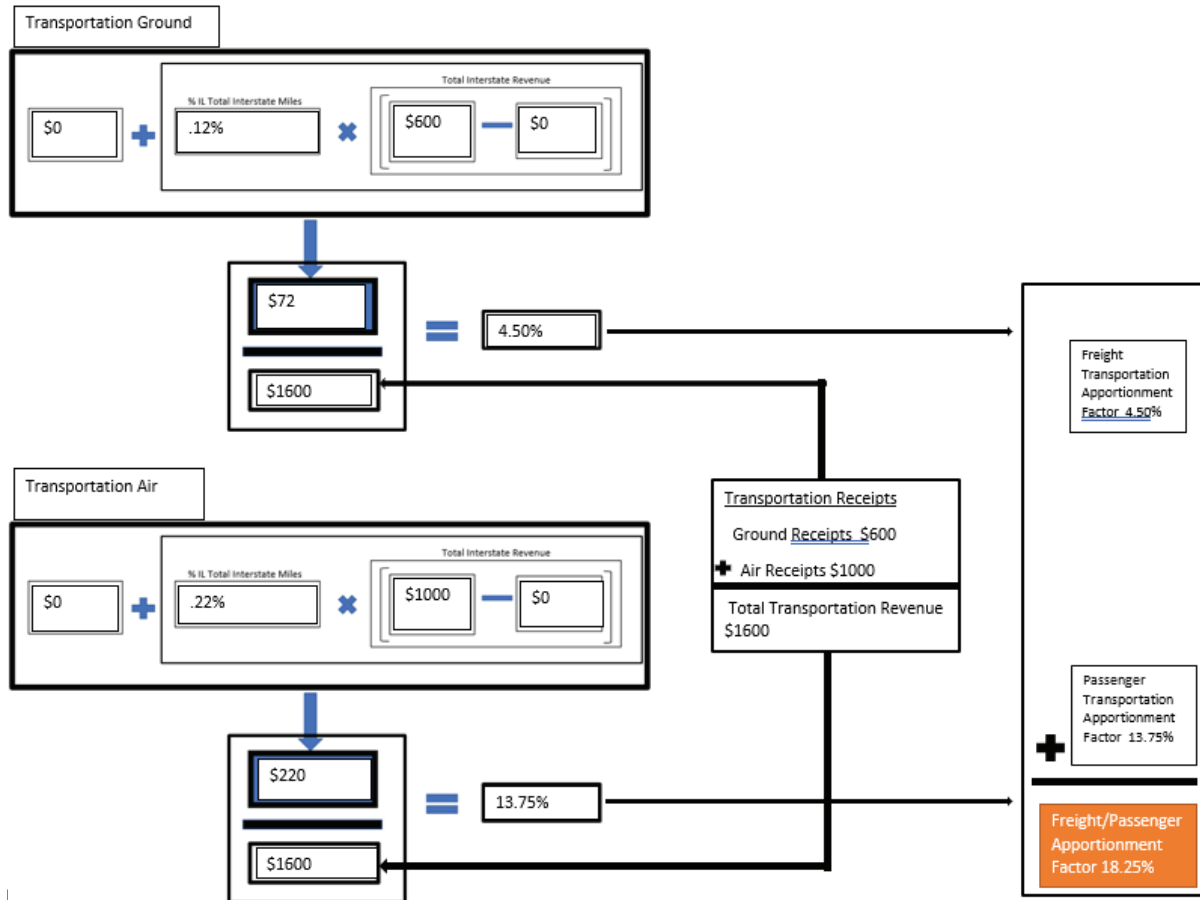 Transportation Ground
Total Interstate Revenue
% IL Total Interstate Miles
$0
.12%
$600
$0
$72
4.50%
$1600
Freight
Transportation
Apportionment
Factor 4.50%
Transportation Air
Transportation Receipts
Ground Receipts $600
Air Receipts $1000
Total Transportation Revenue
$1600
Total Interstate Revenue
% IL Total Interstate Miles
$0
.22%
$1000
$0
Passenger
Transportation
Apportionment
Factor 13.75%
$220
13.75%
$1600
Freight/Passenger
Apportionment
Factor 18.25%